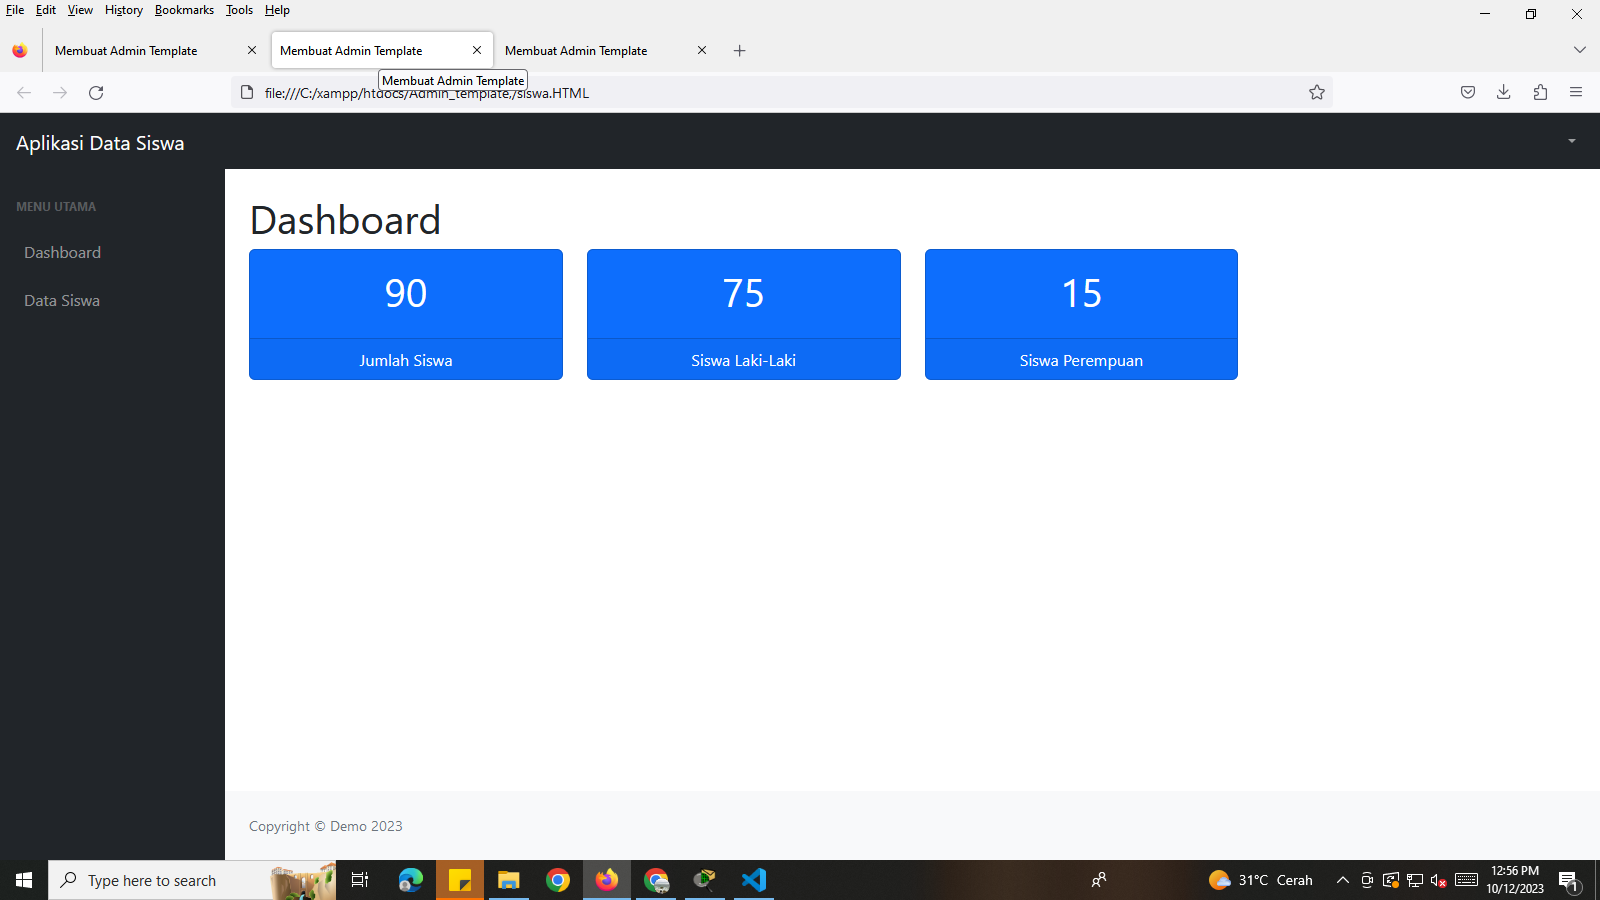 File Edit View History Bookmarks Tools Help
Membuat Admin Template
Membuat Admin Template
Membuat Admin Template
Membuat Admin Template
file:///C:/xampp/htdocs/Admin_template,/siswa.HTML
Aplikasi Data Siswa
MENU UTAMA
Dashboard
Data Siswa
Dashboard
90
Jumlah Siswa
75
Siswa Laki-Laki
15
Siswa Perempuan
Copyright © Demo 2023
Type here to search
31°C Cerah
12:56 PM
10/12/2023
1